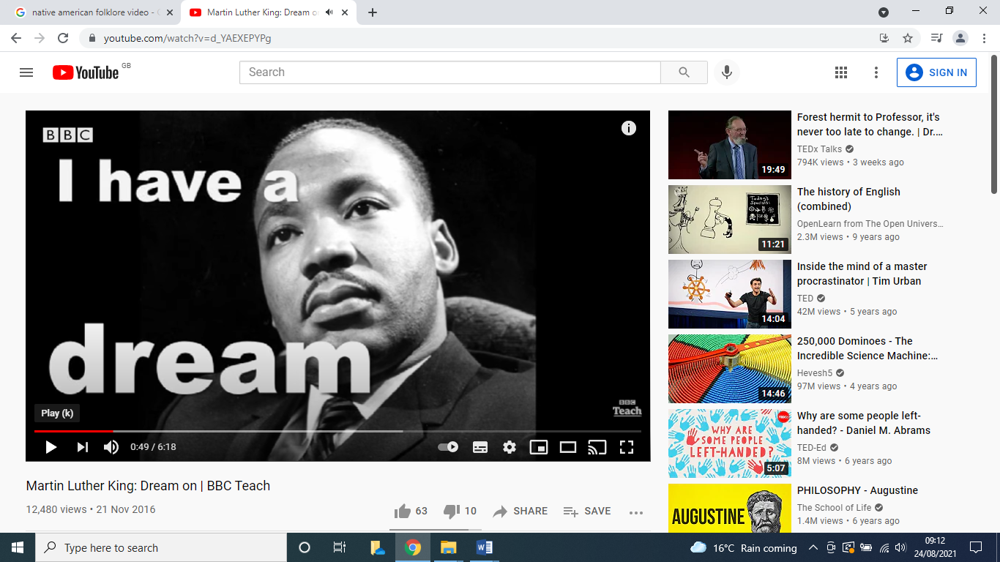 native american folklore video - G
Martin Luther King: Dream o
youtube.com/watch?v=d_YAEXEPYPg
YouTube GB
Search
SIGN IN
BBC
I have a
dream
BBC
Teach
Play (k)
0:49 / 6:18
Martin Luther King: Dream on | BBC Teach
12,480 views • 21 Nov 2016
63
10
SHARE
SAVE
19:49
Forest hermit to Professor, it's
never too late to change. | Dr....
TEDx Talks
794K views • 3 weeks ago
Today's
Specials:
11:21
The history of English
(combined)
OpenLearn from The Open Univers...
2.3M views • 9 years ago
14:04
Inside the mind of a master
procrastinator | Tim Urban
TED
42M views • 5 years ago
14:46
250,000 Dominoes - The
Incredible Science Machine:...
Hevesh5
97M views • 4 years ago
WHY ARE
SOME PEOPLE
LEFT-HANDED?
5:07
Why are some people left-
handed? - Daniel M. Abrams
TED-Ed
8M views • 6 years ago
AUGUSTINE
PHILOSOPHY - Augustine
The School of Life
1.4M views • 6 years ago
Type here to search
16°C Rain coming
09:12
24/08/2021